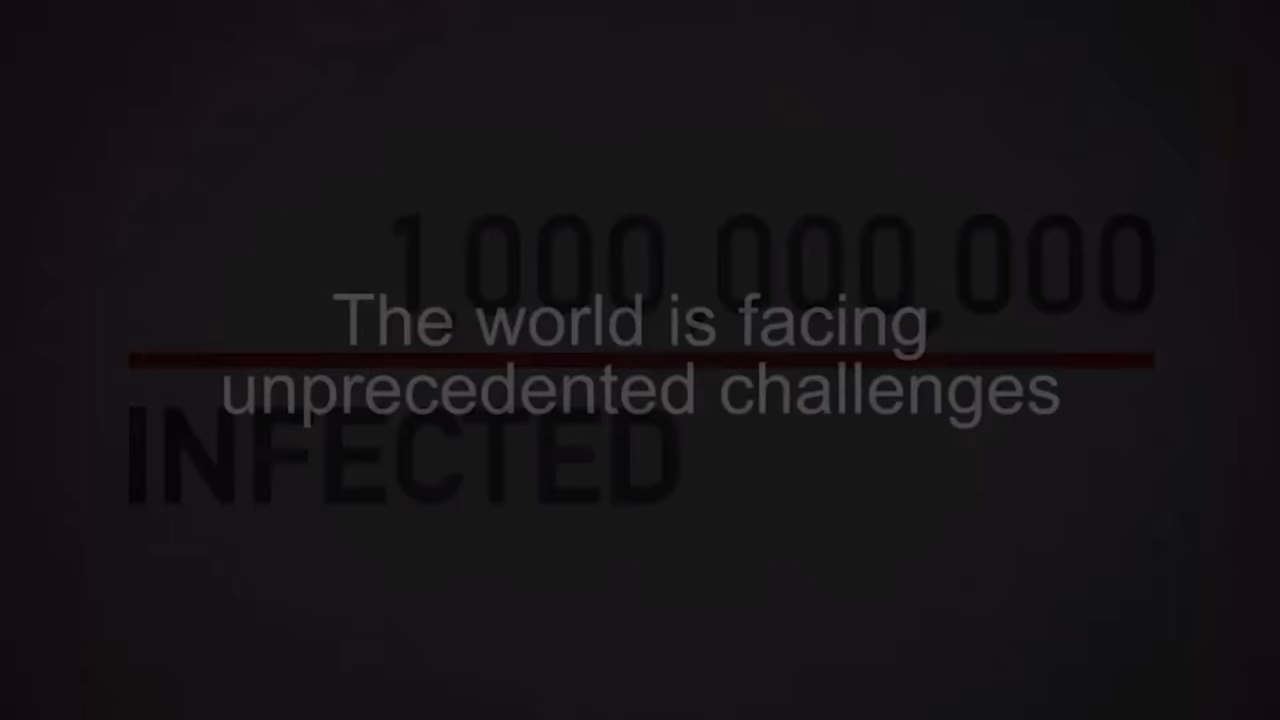 1,000,000,000
The world is facing
unprecedented challenges
INFECTED